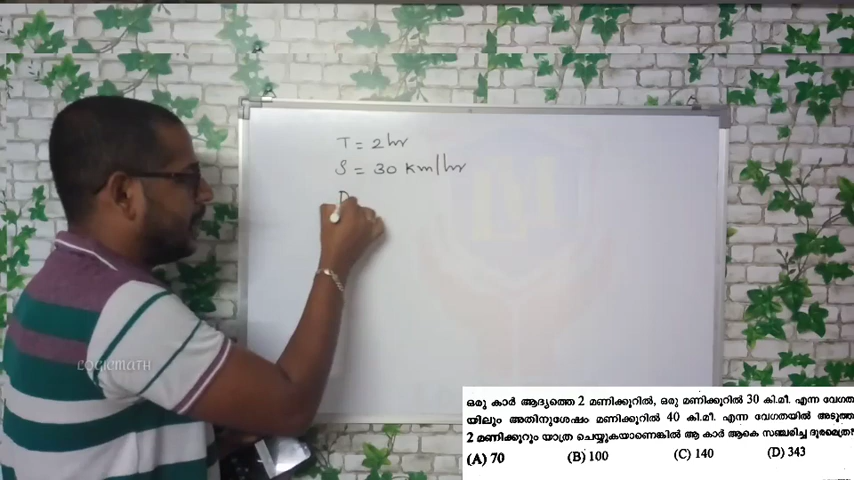 T = 2 hr
S = 30 km/hr
D
LOGICMATH
ഒരു കാർ ആദ്യത്തെ 2 മണിക്കൂറിൽ, ഒരു മണിക്കൂറിൽ 30 കി.മീ. എന്ന വേഗത
യിലും അതിനുശേഷം മണിക്കൂറിൽ 40 കി.മീ. എന്ന വേഗതയിൽ അടുത്ത
2 മണിക്കൂറും യാത്ര ചെയ്യുകയാണെങ്കിൽ ആ കാർ ആകെ സഞ്ചരിച്ച ദൂരമെത്ര?
(A) 70 (B) 100 (C) 140 (D) 343